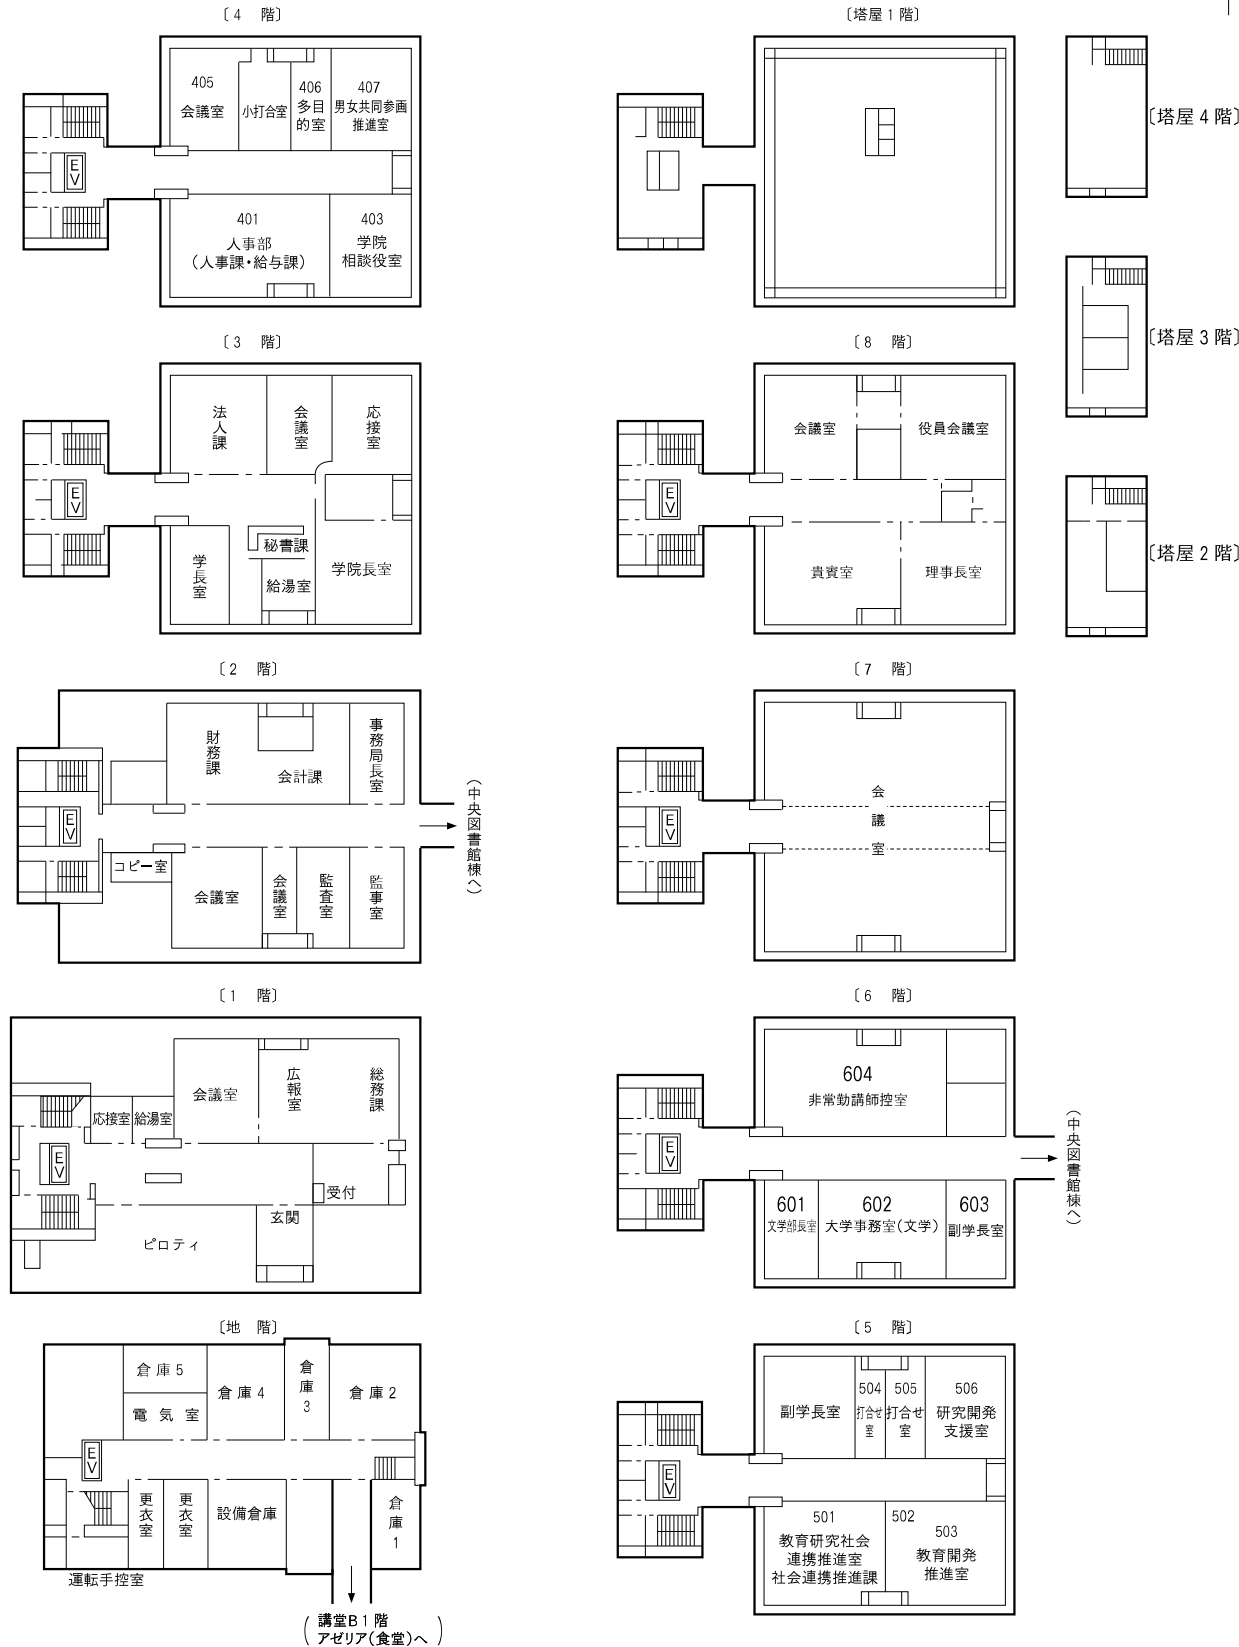 〔4　階〕
405
会議室
小打合室
406
多目
的室
407
男女共同参画
推進室
EV
401
人事部
（人事課・給与課）
403
学院
相談役室
〔3　階〕
法人課
会議室
応接室
EV
学長室
秘書課
給湯室
学院長室
〔2　階〕
財務課
会計課
事務局長室
EV
（中央図書館棟へ）
コピー室
会議室
会議室
監査室
監事室
〔1　階〕
応接室
給湯室
会議室
広報室
総務課
EV
受付
玄関
ピロティ
〔地　階〕
倉庫5
電気室
倉庫4
倉庫3
倉庫2
EV
更衣室
更衣室
設備倉庫
倉庫1
運転手控室
（講堂B1階
アゼリア（食堂）へ）
〔塔屋1階〕
〔塔屋4階〕
〔塔屋3階〕
〔塔屋2階〕
〔8　階〕
会議室
役員会議室
EV
貴賓室
理事長室
〔7　階〕
会議室
EV
〔6　階〕
604
非常勤講師控室
EV
（中央図書館棟へ）
601
文学部長室
602
大学事務室（文学）
603
副学長室
〔5　階〕
副学長室
504
打合せ
室
505
打合せ
室
506
研究開発
支援室
EV
501
教育研究社会
連携推進室
社会連携推進課
502
503
教育開発
推進室